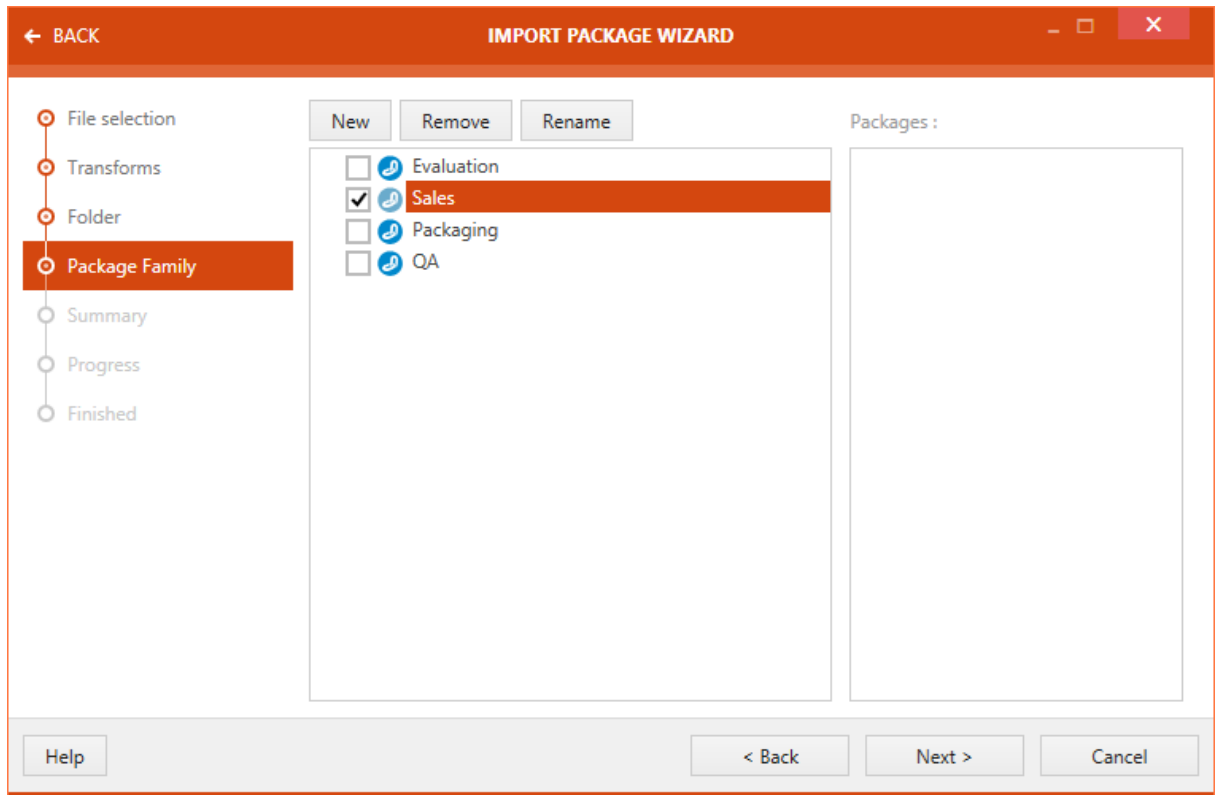 BACK
IMPORT PACKAGE WIZARD
File selection
Transforms
Folder
Package Family
Summary
Progress
Finished
New Remove Rename
Evaluation
Sales
Packaging
QA
Packages :
Help < Back Next > Cancel